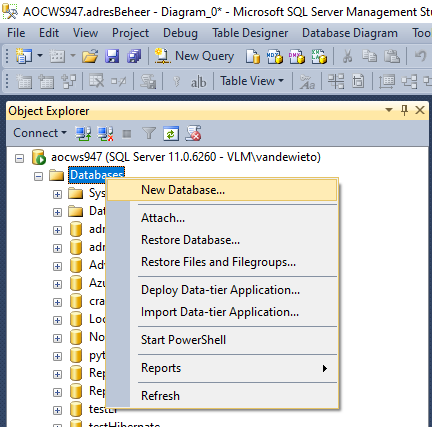 AOCWS947.adresBeheer - Diagram_0* - Microsoft SQL Server Management Stu
File Edit View Project Debug Table Designer Database Diagram Too
New Query
Table View
Object Explorer
Connect
aocws947 (SQL Server 11.0.6260 - VLM\vandewieto)
Databases
Sys
New Database...
Dat
Attach...
adr
Restore Database...
adr
Restore Files and Filegroups...
Adv
Azu
Deploy Data-tier Application...
cra
Import Data-tier Application...
Loc
No
Start PowerShell
pyt
Rep
Reports
Rep
Refresh
testHibernate